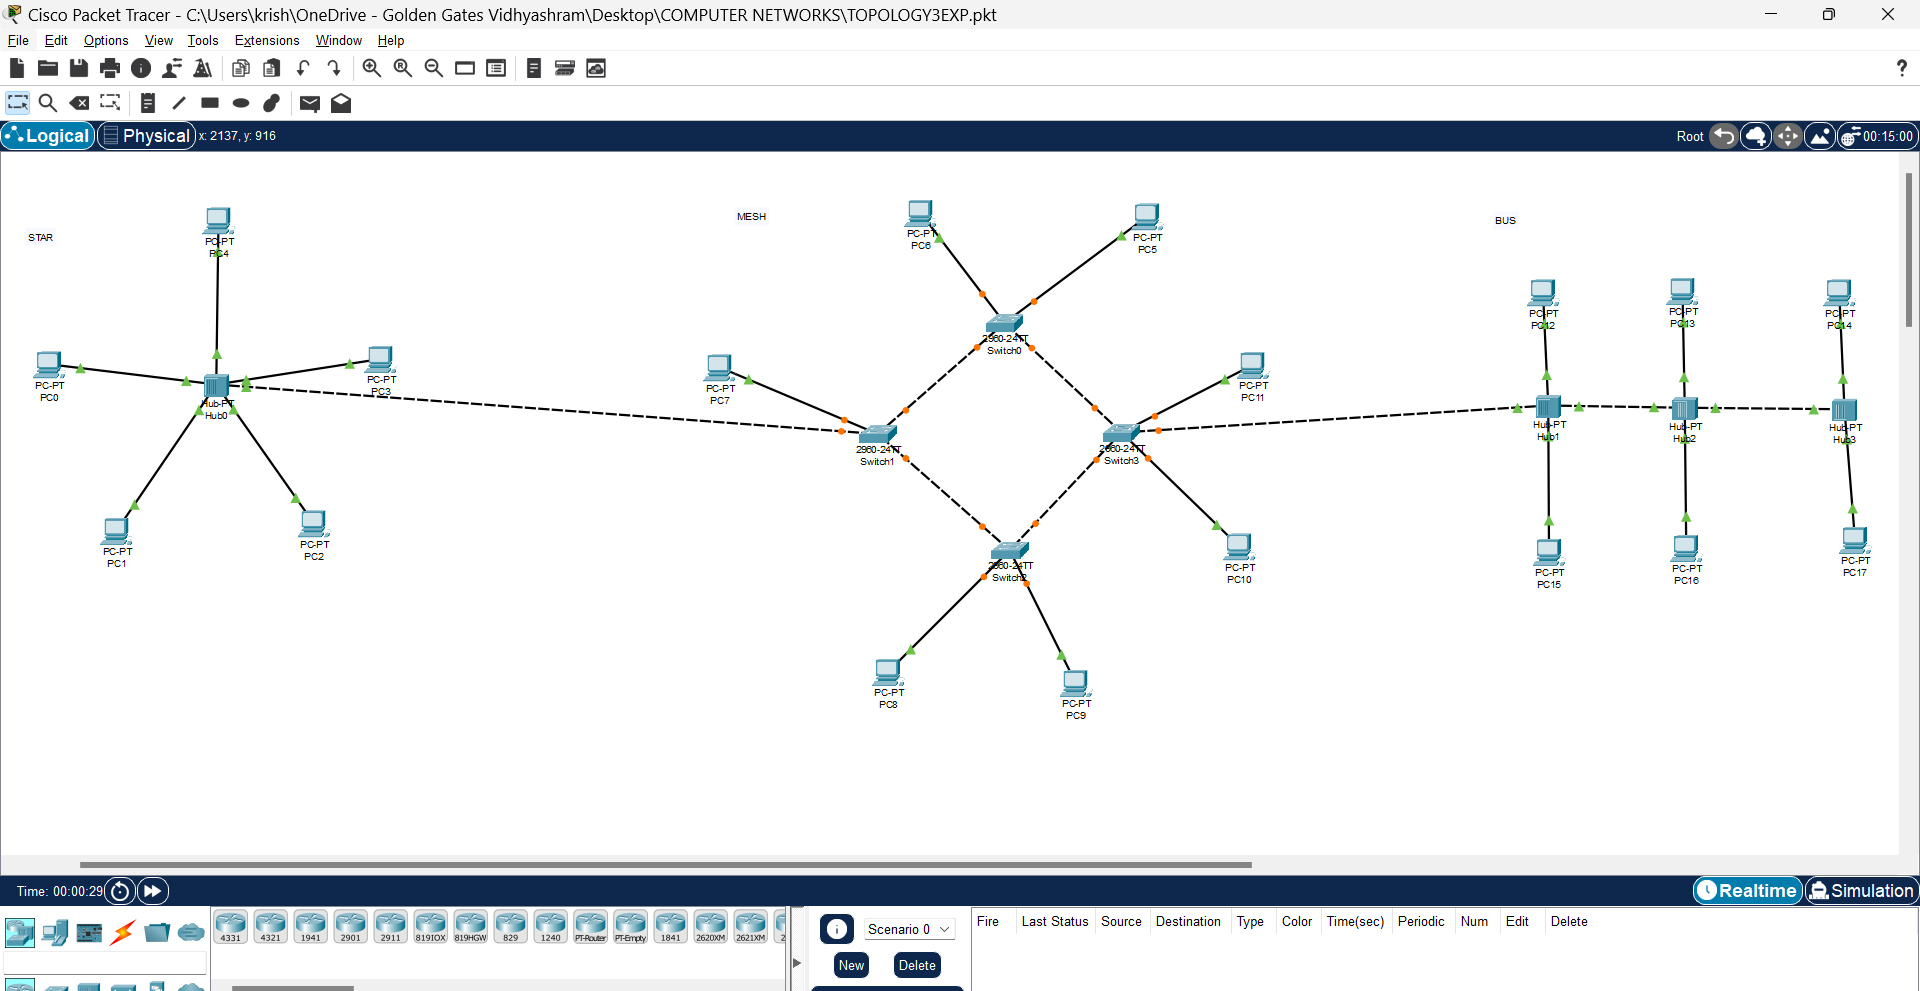 Cisco Packet Tracer - C:\Users\krish\OneDrive - Golden Gates Vidhyashram\Desktop\COMPUTER NETWORKS\TOPOLOGY3EXP.pkt
File Edit Options View Tools Extensions Window Help
?
Logical Physical x: 2137, y: 916 Root 00:15:00
STAR
MESH
BUS
PC-PT
PC4
PC-PT
PC0
PC-PT
PC3
Hub-PT
Hub0
PC-PT
PC1
PC-PT
PC2
PC-PT
PC6
PC-PT
PC5
2960-24TT
Switch0
PC-PT
PC7
PC-PT
PC11
2960-24TT
Switch1
2960-24TT
Switch3
2960-24TT
Switch2
PC-PT
PC10
PC-PT
PC8
PC-PT
PC9
PC-PT
PC12
PC-PT
PC13
PC-PT
PC14
Hub-PT
Hub1
Hub-PT
Hub2
Hub-PT
Hub3
PC-PT
PC15
PC-PT
PC16
PC-PT
PC17
Time: 00:00:29 Realtime Simulation
4331 4321 1941 2901 2911 819IOX 819HGW 829 1240 PT-Router PT-Empty 1841 2620XM 2621XM 2
Scenario 0
New Delete
Fire Last Status Source Destination Type Color Time(sec) Periodic Num Edit Delete